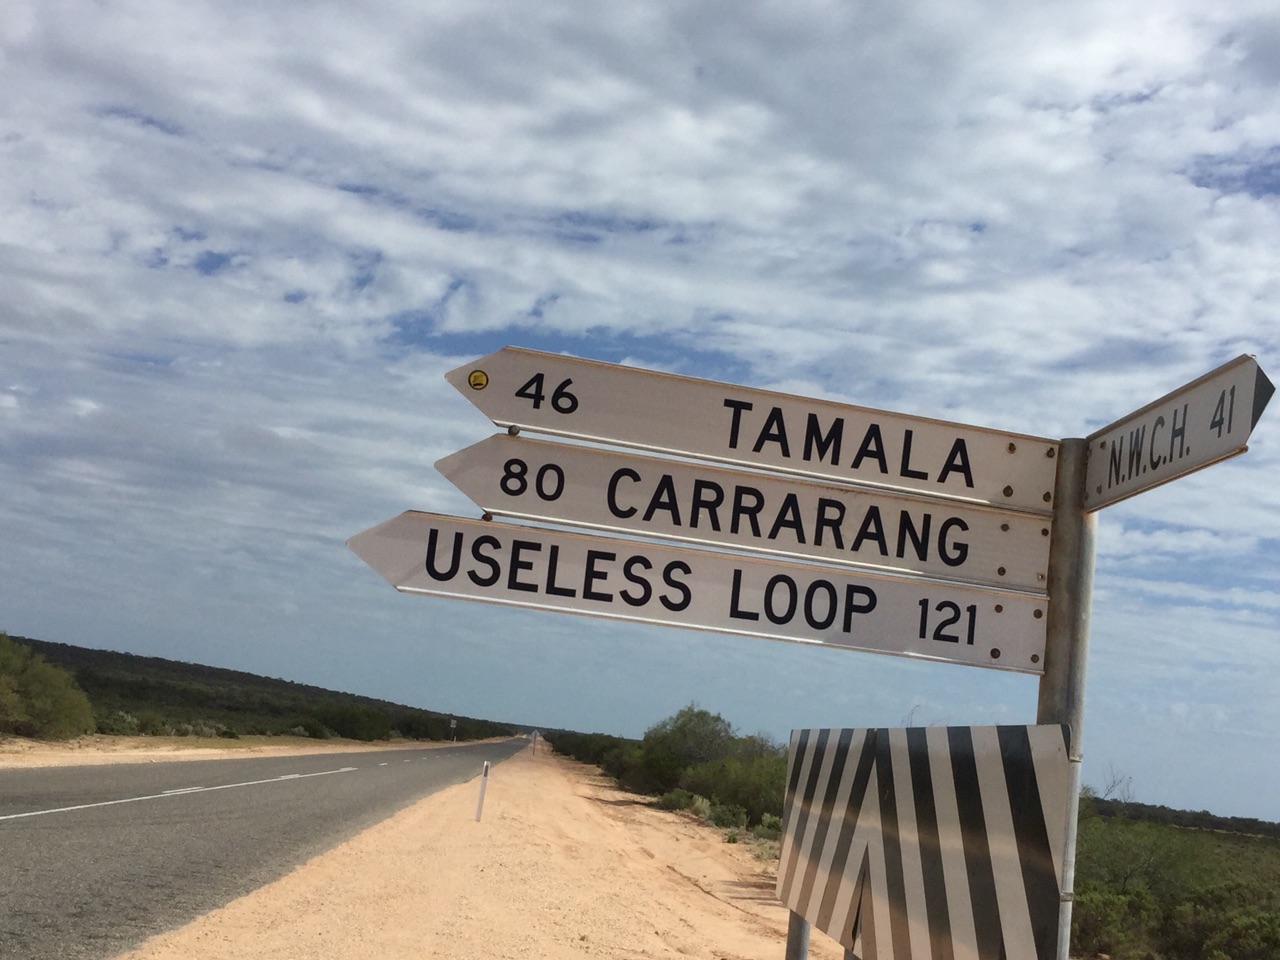 46 TAMALA
80 CARRARANG
USELESS LOOP 121
N.W.C.H. 41